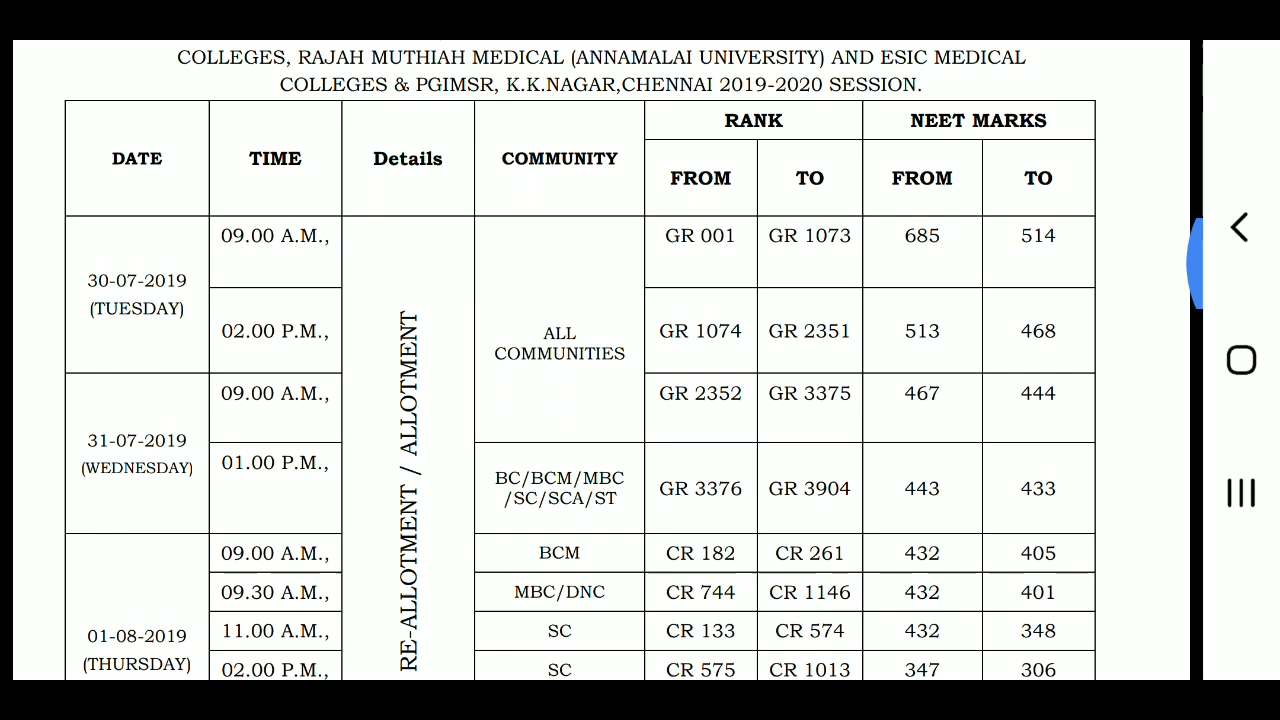 COLLEGES, RAJAH MUTHIAH MEDICAL (ANNAMALAI UNIVERSITY) AND ESIC MEDICAL
COLLEGES & PGIMSR, K.K.NAGAR,CHENNAI 2019-2020 SESSION.
DATE TIME Details COMMUNITY RANK NEET MARKS
FROM TO FROM TO
30-07-2019
(TUESDAY)
09.00 A.M., GR 001 GR 1073 685 514
02.00 P.M., GR 1074 GR 2351 513 468
ALL
COMMUNITIES
RE-ALLOTMENT / ALLOTMENT
31-07-2019
(WEDNESDAY)
09.00 A.M., GR 2352 GR 3375 467 444
01.00 P.M.,
BC/BCM/MBC
/SC/SCA/ST
GR 3376 GR 3904 443 433
01-08-2019
(THURSDAY)
09.00 A.M., BCM CR 182 CR 261 432 405
09.30 A.M., MBC/DNC CR 744 CR 1146 432 401
11.00 A.M., SC CR 133 CR 574 432 348
02.00 P.M., SC CR 575 CR 1013 347 306